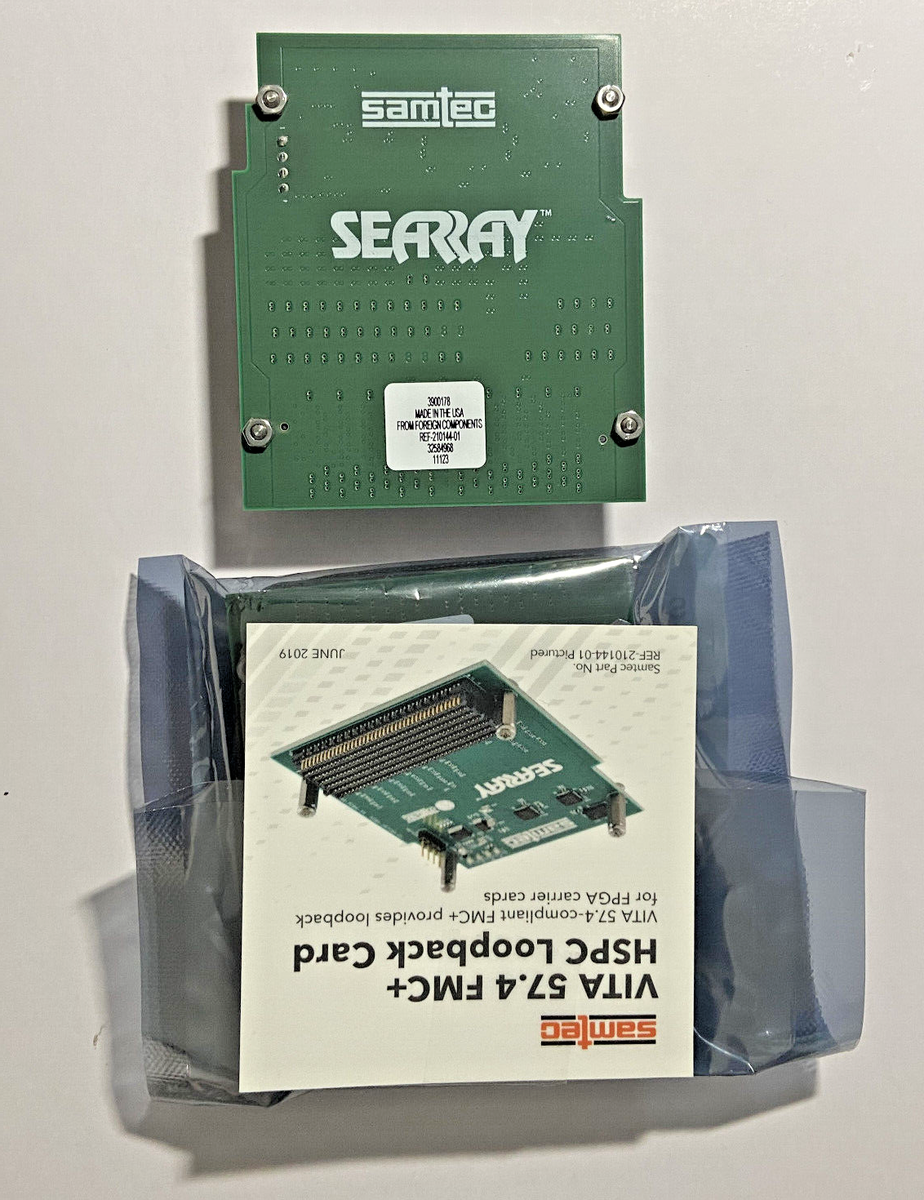 samtec
SEARRAY™
3900178
MADE IN THE USA
FROM FOREIGN COMPONENTS
REF-210144-01
32584968
11123
samtec
VITA 57.4 FMC+
HSPC Loopback Card
VITA 57.4-compliant FMC+ provides loopback
for FPGA carrier cards
SEARRAY
samtec
Samtec Part No.
REF-210144-01 Pictured
JUNE 2019